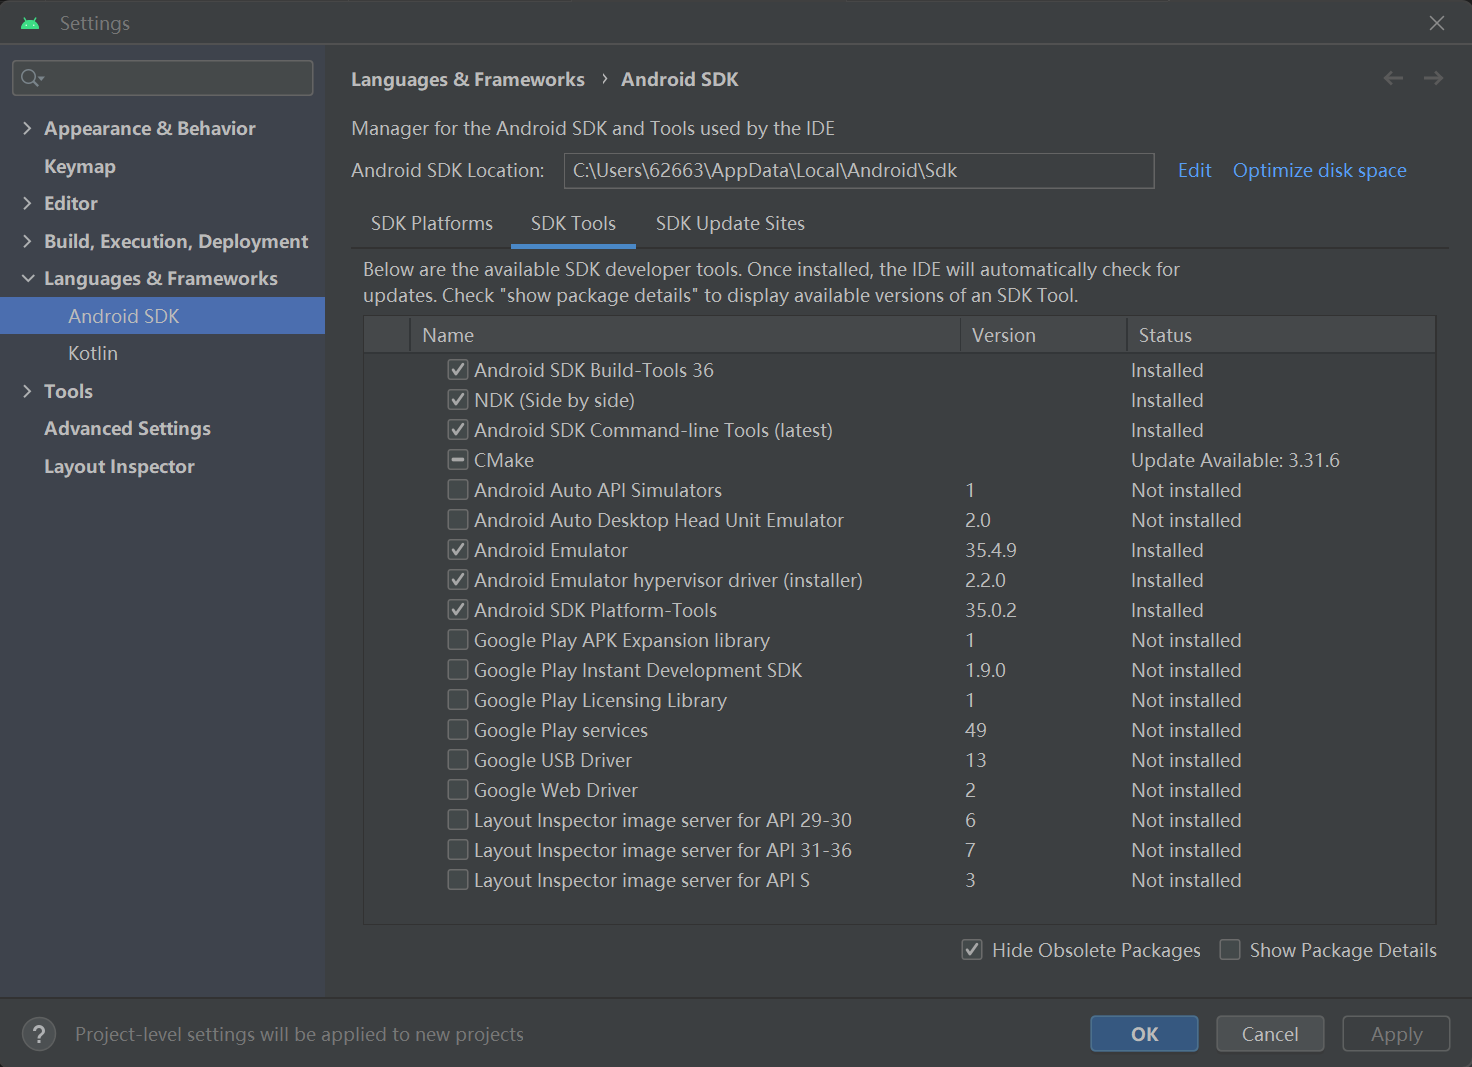 Settings
Appearance & Behavior
Keymap
Editor
Build, Execution, Deployment
Languages & Frameworks
Android SDK
Kotlin
Tools
Advanced Settings
Layout Inspector
Languages & Frameworks › Android SDK
Manager for the Android SDK and Tools used by the IDE
Android SDK Location: C:\Users\62663\AppData\Local\Android\Sdk Edit Optimize disk space
SDK Platforms SDK Tools SDK Update Sites
Below are the available SDK developer tools. Once installed, the IDE will automatically check for
updates. Check "show package details" to display available versions of an SDK Tool.
Name Version Status
Android SDK Build-Tools 36 Installed
NDK (Side by side) Installed
Android SDK Command-line Tools (latest) Installed
CMake Update Available: 3.31.6
Android Auto API Simulators 1 Not installed
Android Auto Desktop Head Unit Emulator 2.0 Not installed
Android Emulator 35.4.9 Installed
Android Emulator hypervisor driver (installer) 2.2.0 Installed
Android SDK Platform-Tools 35.0.2 Installed
Google Play APK Expansion library 1 Not installed
Google Play Instant Development SDK 1.9.0 Not installed
Google Play Licensing Library 1 Not installed
Google Play services 49 Not installed
Google USB Driver 13 Not installed
Google Web Driver 2 Not installed
Layout Inspector image server for API 29-30 6 Not installed
Layout Inspector image server for API 31-36 7 Not installed
Layout Inspector image server for API S 3 Not installed
Hide Obsolete Packages Show Package Details
? Project-level settings will be applied to new projects
OK Cancel Apply